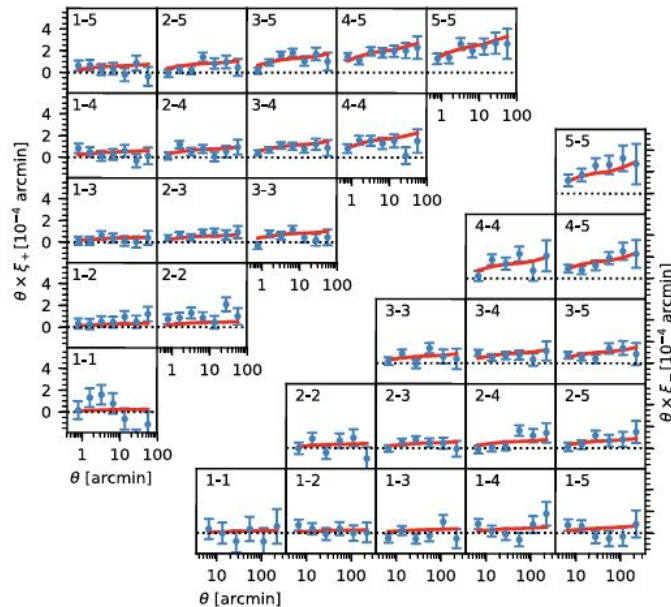 1–5 2–5 3–5 4–5 5–5
4
2
0
1 10 100
1–4 2–4 3–4 4–4
4
2
0
1 10 100
5–5
1–3 2–3 3–3
4
2
0
1 10 100
4–4 4–5
1–2 2–2
4
2
0
1 10 100
3–3 3–4 3–5
1–1
4
2
0
1 10 100
θ [arcmin]
θ × ξ+ [10⁻⁴ arcmin]
2–2 2–3 2–4 2–5
1–1 1–2 1–3 1–4 1–5
10 100 10 100 10 100 10 100 10 100
θ [arcmin]
θ × ξ− [10⁻⁴ arcmin]